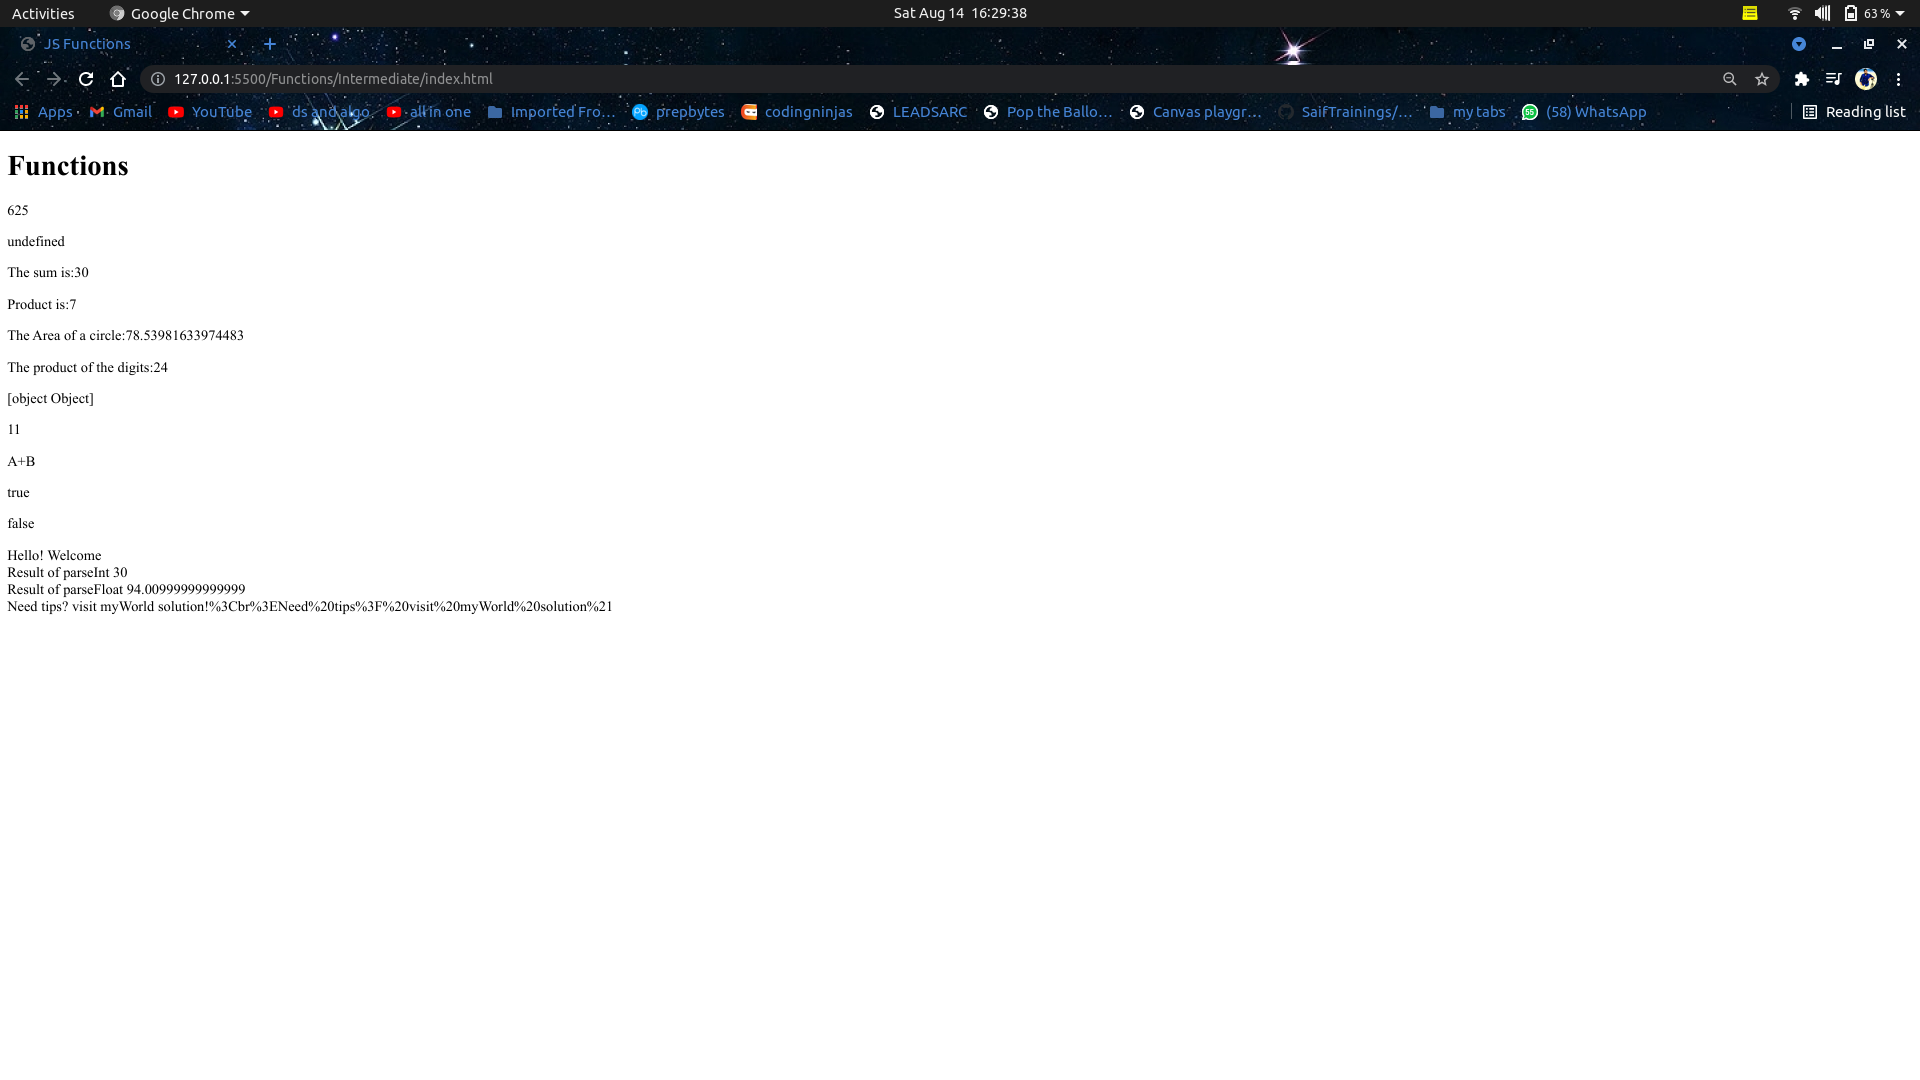 Activities Google Chrome Sat Aug 14 16:29:38 63 %
JS Functions
127.0.0.1:5500/Functions/Intermediate/index.html
Apps Gmail YouTube ds and algo all in one Imported Fro... prepbytes codingninjas LEADSARC Pop the Ballo... Canvas playgr... SaifTrainings/... my tabs 55 (58) WhatsApp Reading list
Functions
625
undefined
The sum is:30
Product is:7
The Area of a circle:78.53981633974483
The product of the digits:24
[object Object]
11
A+B
true
false
Hello! Welcome
Result of parseInt 30
Result of parseFloat 94.00999999999999
Need tips? visit myWorld solution!%3Cbr%3ENeed%20tips%3F%20visit%20myWorld%20solution%21